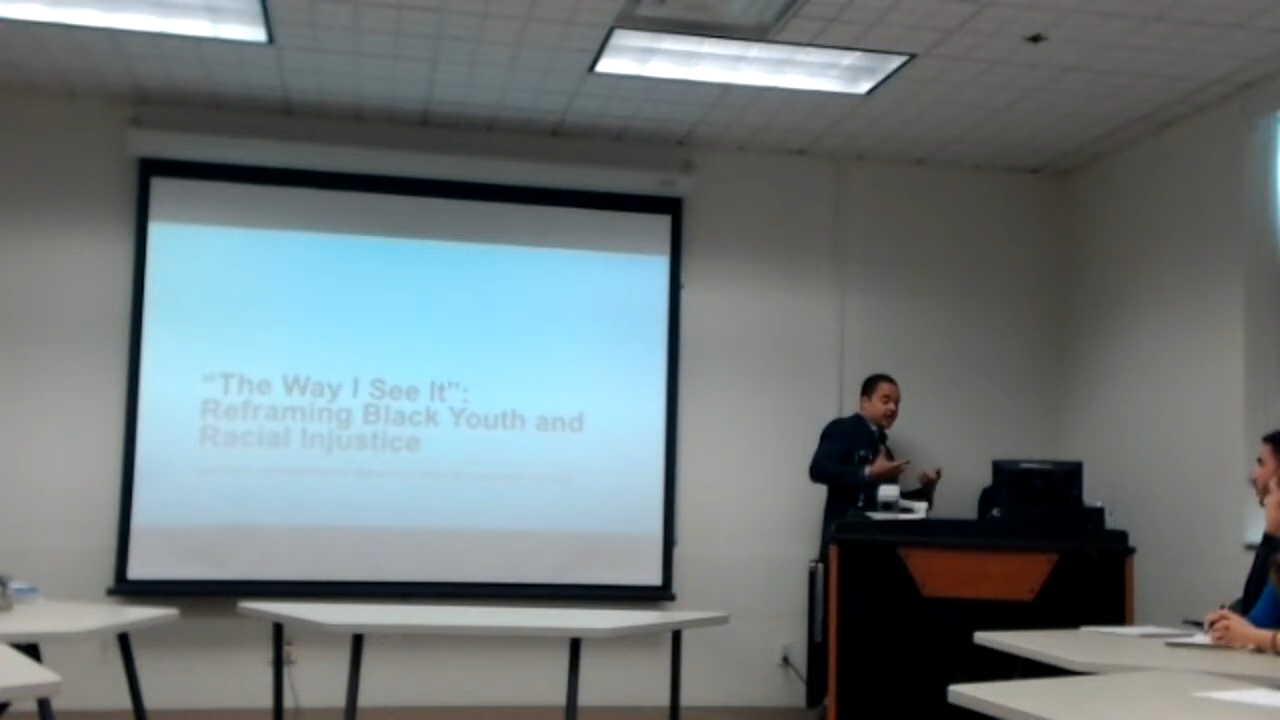 “The Way I See It”:
Reframing Black Youth and
Racial Injustice